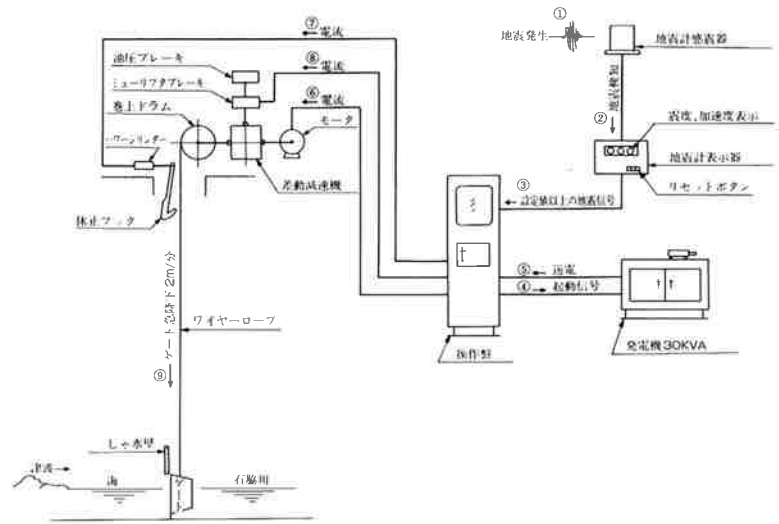 ⑦
← 電流
①
地震発生
地震計感震器
油圧ブレーキ
⑧
← 電流
ミューリフタブレーキ
巻上ドラム
⑥
← 電流
モータ
地震検知
②
震度、加速度表示
パワーシリンダー
差動減速機
地震計表示器
リセットボタン
③
← 設定値以上の地震信号
休止フック
⑤ ← 送電
④ → 起動信号
ゲート急降下 2m/分
⑨
ワイヤーロープ
操作盤
発電機30KVA
しゃ水壁
津波→
海
ゲート
石脇川